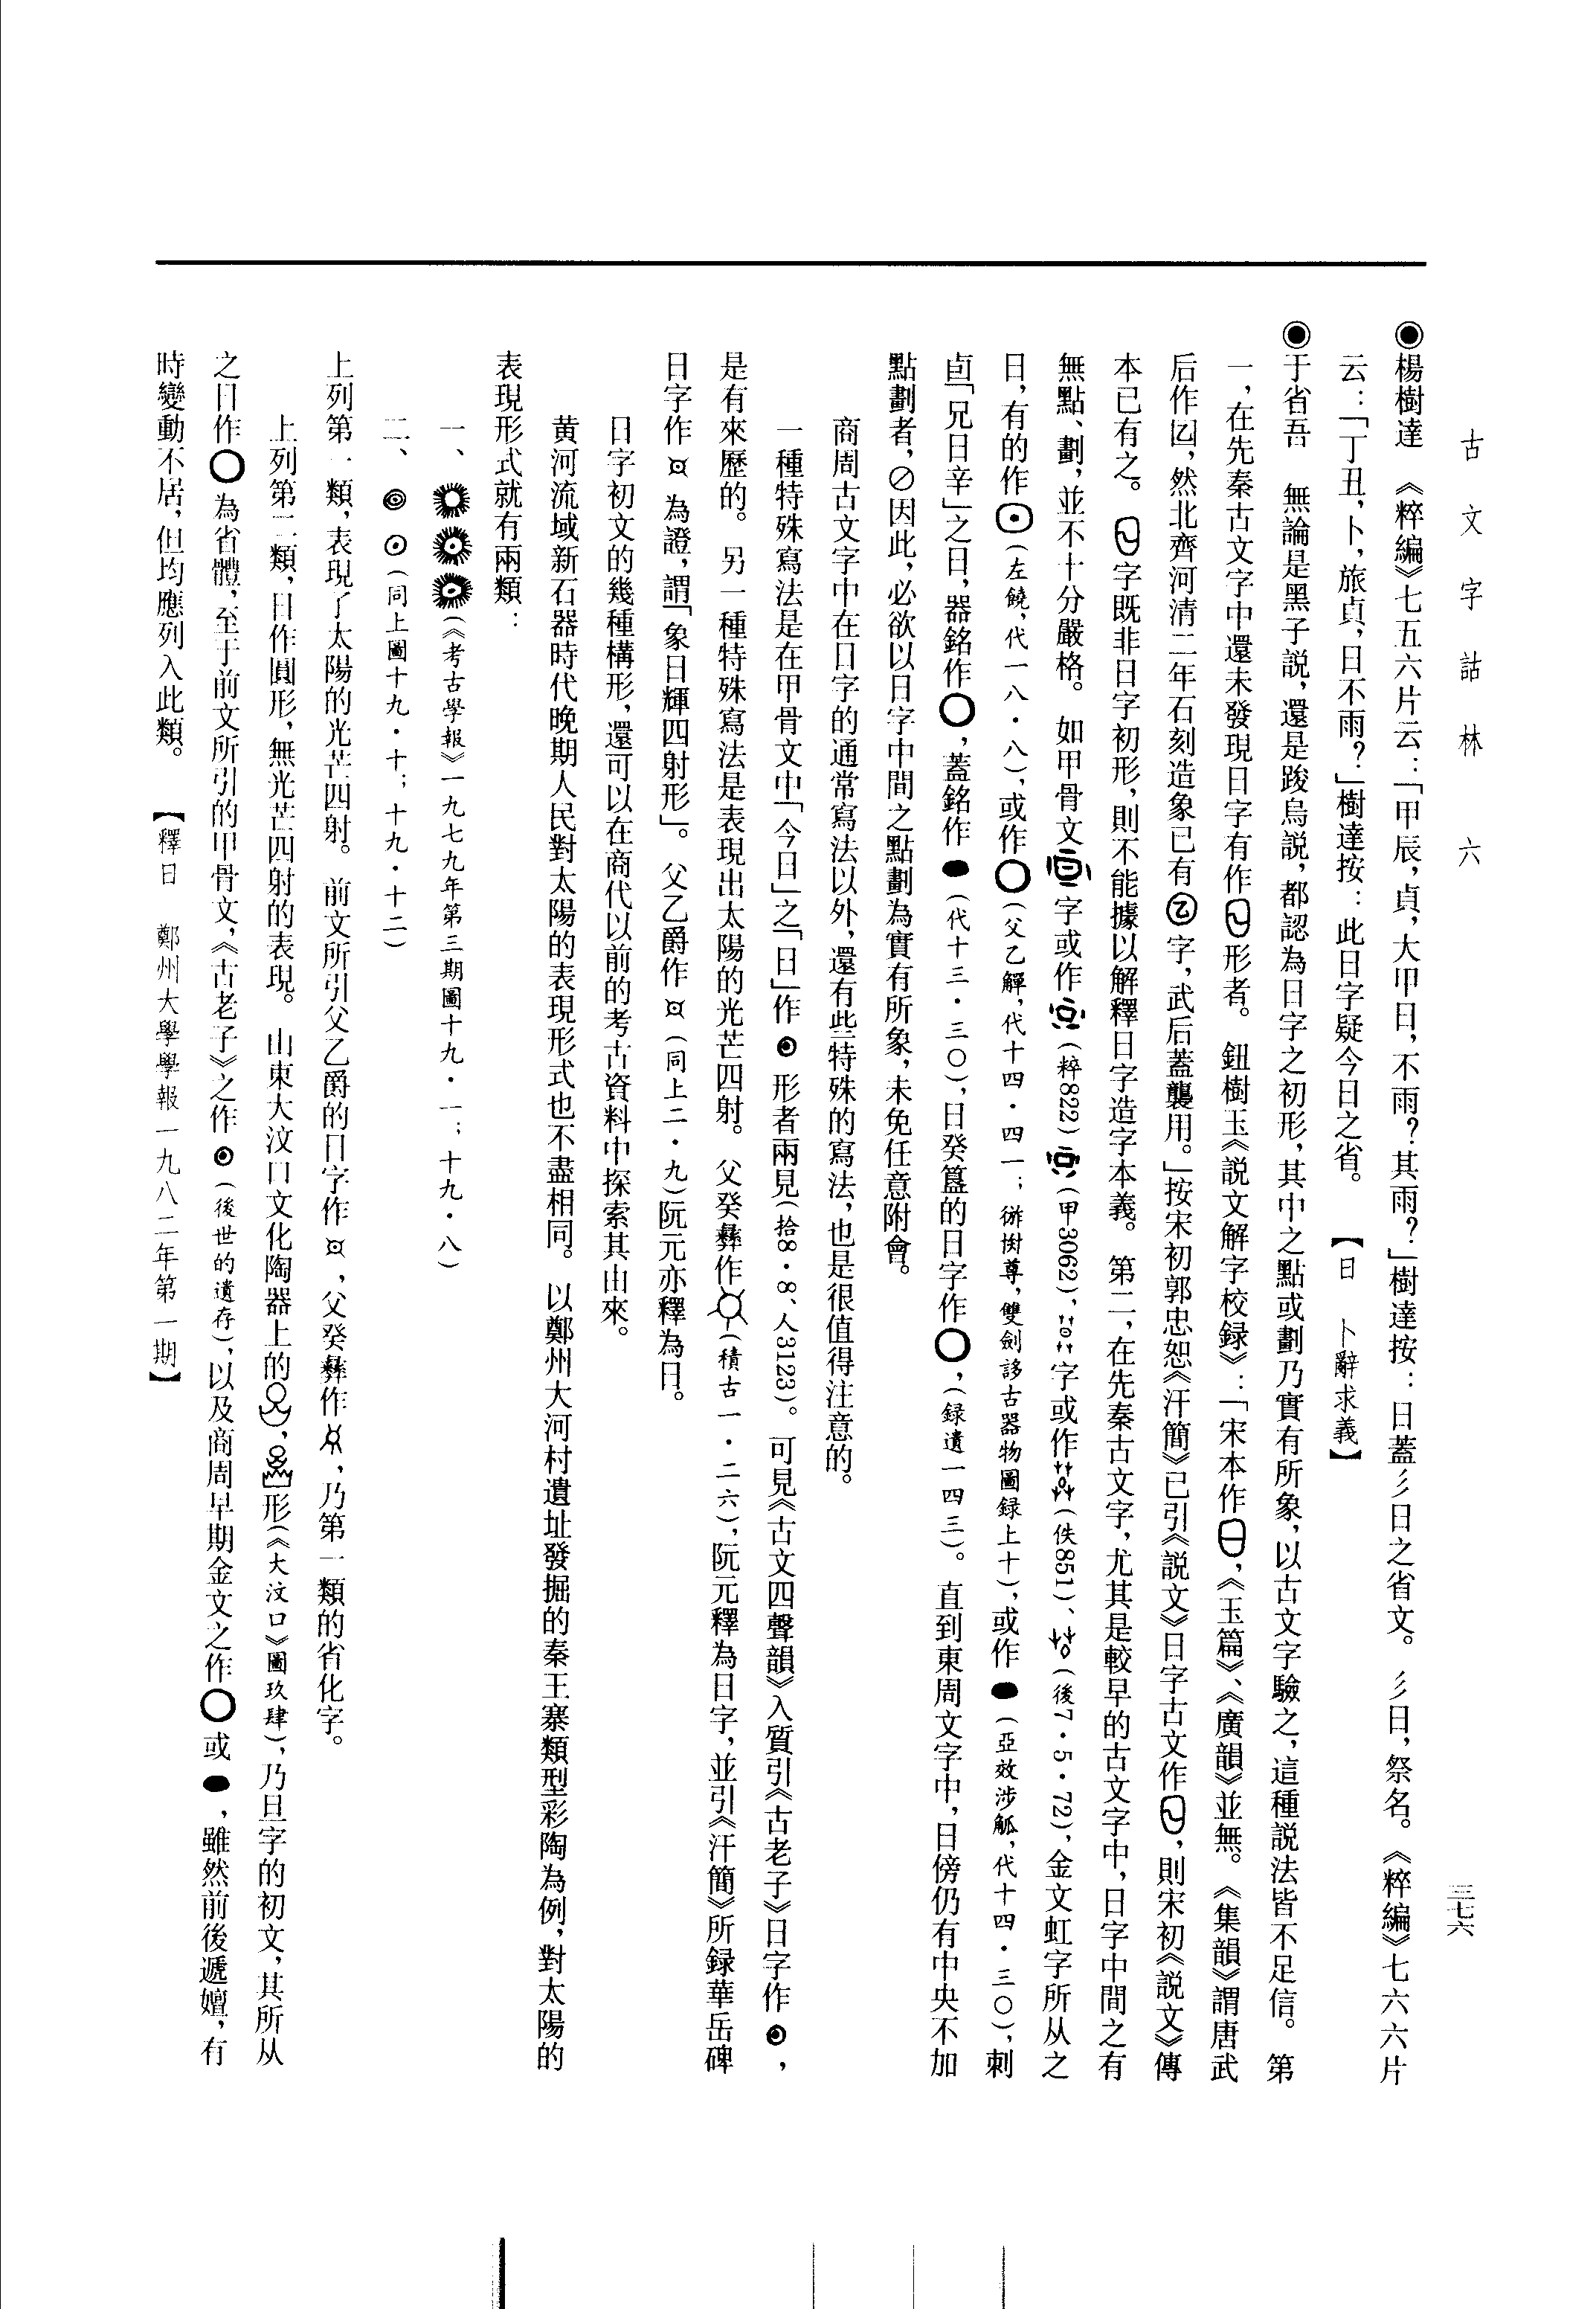 古文字詁林 六
三七六
◉楊樹達 《粹編》七五六片云:「甲辰,貞,大甲日,不雨?其雨?」樹達按:日蓋彡日之省文。彡日,祭名。《粹編》七六六片
云:「丁丑,卜,旅貞,日不雨?」樹達按:此日字疑今日之省。 【日 卜辭求義】
◉于省吾 無論是黑子説,還是踆烏説,都認為日字之初形,其中之點或劃乃實有所象,以古文字驗之,這種説法皆不足信。第
一,在先秦古文字中還未發現日字有作形者。鈕樹玉《説文解字校録》:「宋本作,《玉篇》、《廣韻》並無。《集韻》謂唐武
后作囜,然北齊河清二年石刻造象已有字,武后蓋襲用。」按宋初郭忠恕《汗簡》已引《説文》日字古文作,則宋初《説文》傳
本已有之。字既非日字初形,則不能據以解釋日字造字本義。第二,在先秦古文字,尤其是較早的古文字中,日字中間之有
無點、劃,並不十分嚴格。如甲骨文字或作(粹822)(甲3062),字或作(佚851)、(後7·5·72),金文虹字所从之
日,有的作(左鐃,代一八·八),或作〇(父乙觶,代十四·四一;尊,雙劍誃古器物圖録上十),或作(亞效涉觚,代十四·三〇),刺
卣「兄日辛」之日,器銘作〇,蓋銘作(代十三·三〇),日癸簋的日字作〇,(録遺一四三)。直到東周文字中,日傍仍有中央不加
點劃者,⊘因此,必欲以日字中間之點劃為實有所象,未免任意附會。
商周古文字中在日字的通常寫法以外,還有些特殊的寫法,也是很值得注意的。
一種特殊寫法是在甲骨文中「今日」之「日」作形者兩見(拾8·8、人3123)。可見《古文四聲韻》入質引《古老子》日字作,
是有來歷的。另一種特殊寫法是表現出太陽的光芒四射。父癸彝作(積古一·二六),阮元釋為日字,並引《汗簡》所録華岳碑
日字作¤為證,謂「象日輝四射形」。父乙爵作¤(同上二·九)阮元亦釋為日。
日字初文的幾種構形,還可以在商代以前的考古資料中探索其由來。
黄河流域新石器時代晚期人民對太陽的表現形式也不盡相同。以鄭州大河村遺址發掘的秦王寨類型彩陶為例,對太陽的
表現形式就有兩類:
一、(《考古學報》一九七九年第三期圖十九·一;十九·八)
二、◎⊙(同上圖十九·十;十九·十二)
上列第一類,表現了太陽的光芒四射。前文所引父乙爵的日字作¤,父癸彝作,乃第一類的省化字。
上列第二類,日作圓形,無光芒四射的表現。山東大汶口文化陶器上的,形(《大汶口》圖玖肆),乃旦字的初文,其所从
之日作〇為省體,至于前文所引的甲骨文,《古老子》之作(後世的遺存),以及商周早期金文之作〇或,雖然前後遞嬗,有
時變動不居,但均應列入此類。 【釋日 鄭州大學學報一九八二年第一期】